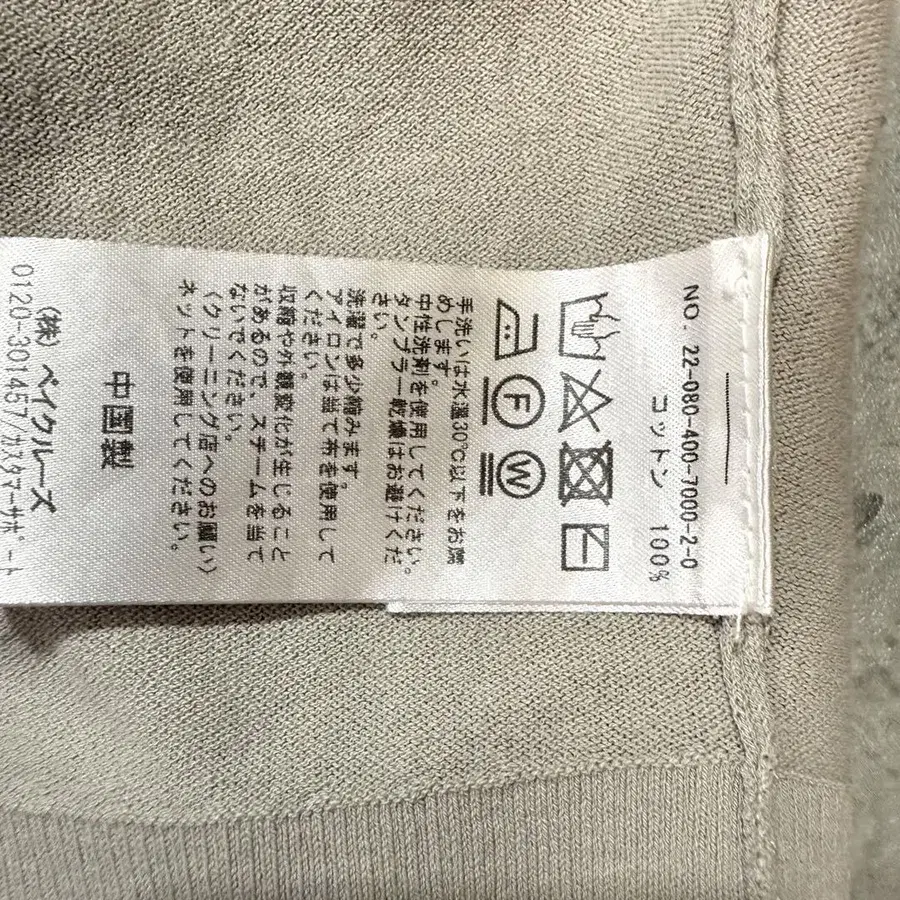 NO. 22-080-400-7000-2-0
コットン 100%
F W
手洗いは水温30℃以下をお薦
めします。
中性洗剤を使用してください。
タンブラー乾燥はお避けくだ
さい。
洗濯で多少縮みます。
アイロンは当て布を使用して
ください。
収縮や外観変化が生じること
があるので、スチームを当て
ないでください。
〈クリーニング店へのお願い〉
ネットを使用してください。
中国製
(株) ベイクルーズ
0120-301457/カスタマーサポート